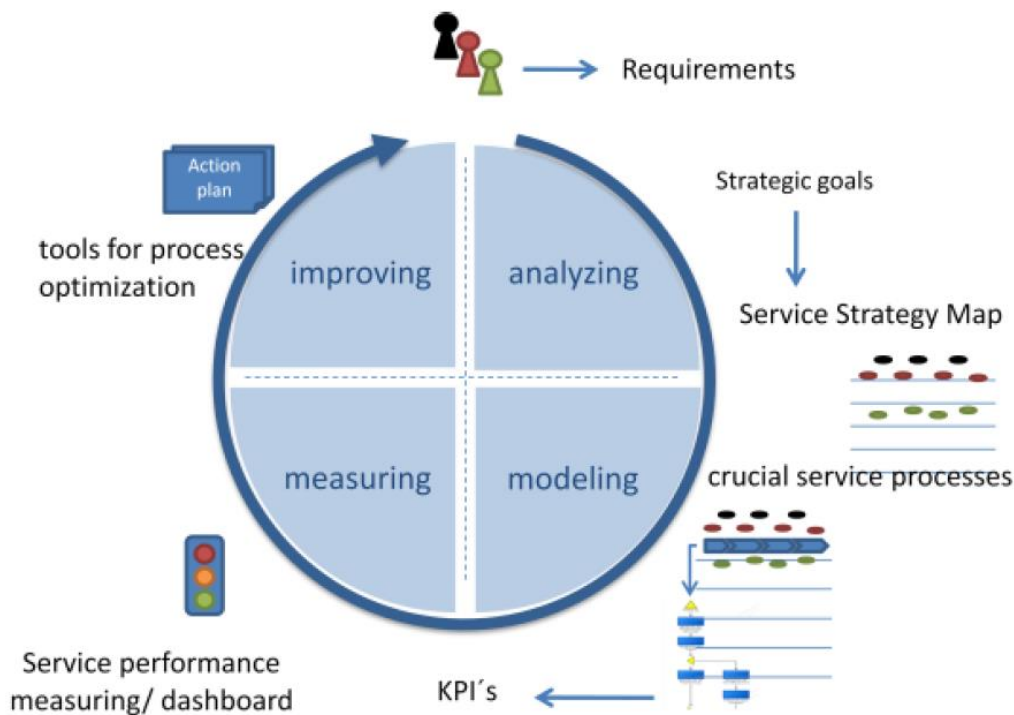 Requirements
Action
plan
Strategic goals
tools for process
optimization
improving
analyzing
Service Strategy Map
measuring
modeling
crucial service processes
Service performance
measuring/ dashboard
KPI´s